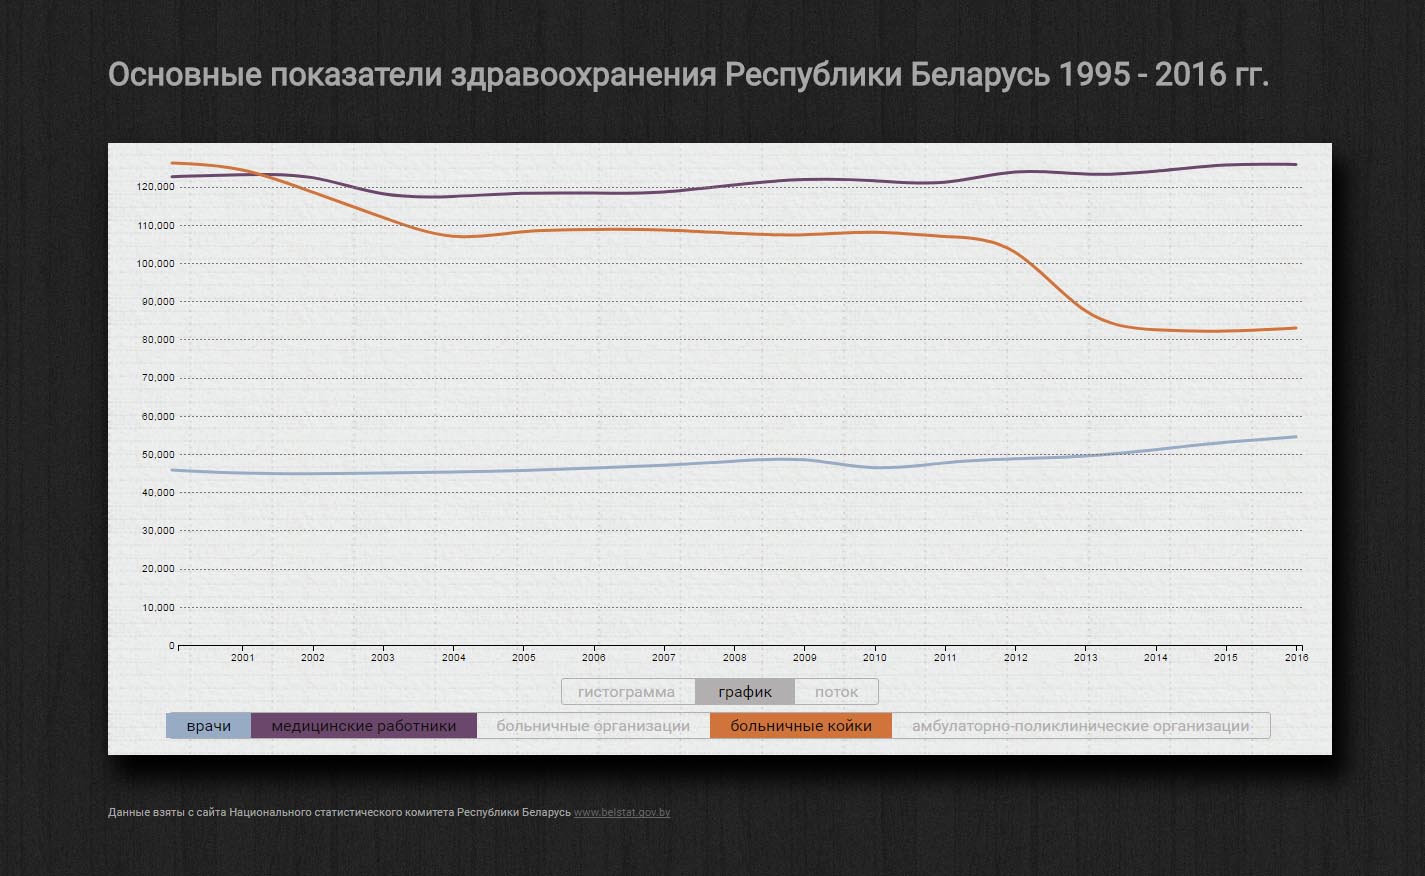 Основные показатели здравоохранения Республики Беларусь 1995 - 2016 гг.
120,000
110,000
100,000
90,000
80,000
70,000
60,000
50,000
40,000
30,000
20,000
10,000
0
2001 2002 2003 2004 2005 2006 2007 2008 2009 2010 2011 2012 2013 2014 2015 2016
гистограмма график поток
врачи медицинские работники больничные организации больничные койки амбулаторно-поликлинические организации
Данные взяты с сайта Национального статистического комитета Республики Беларусь www.belstat.gov.by